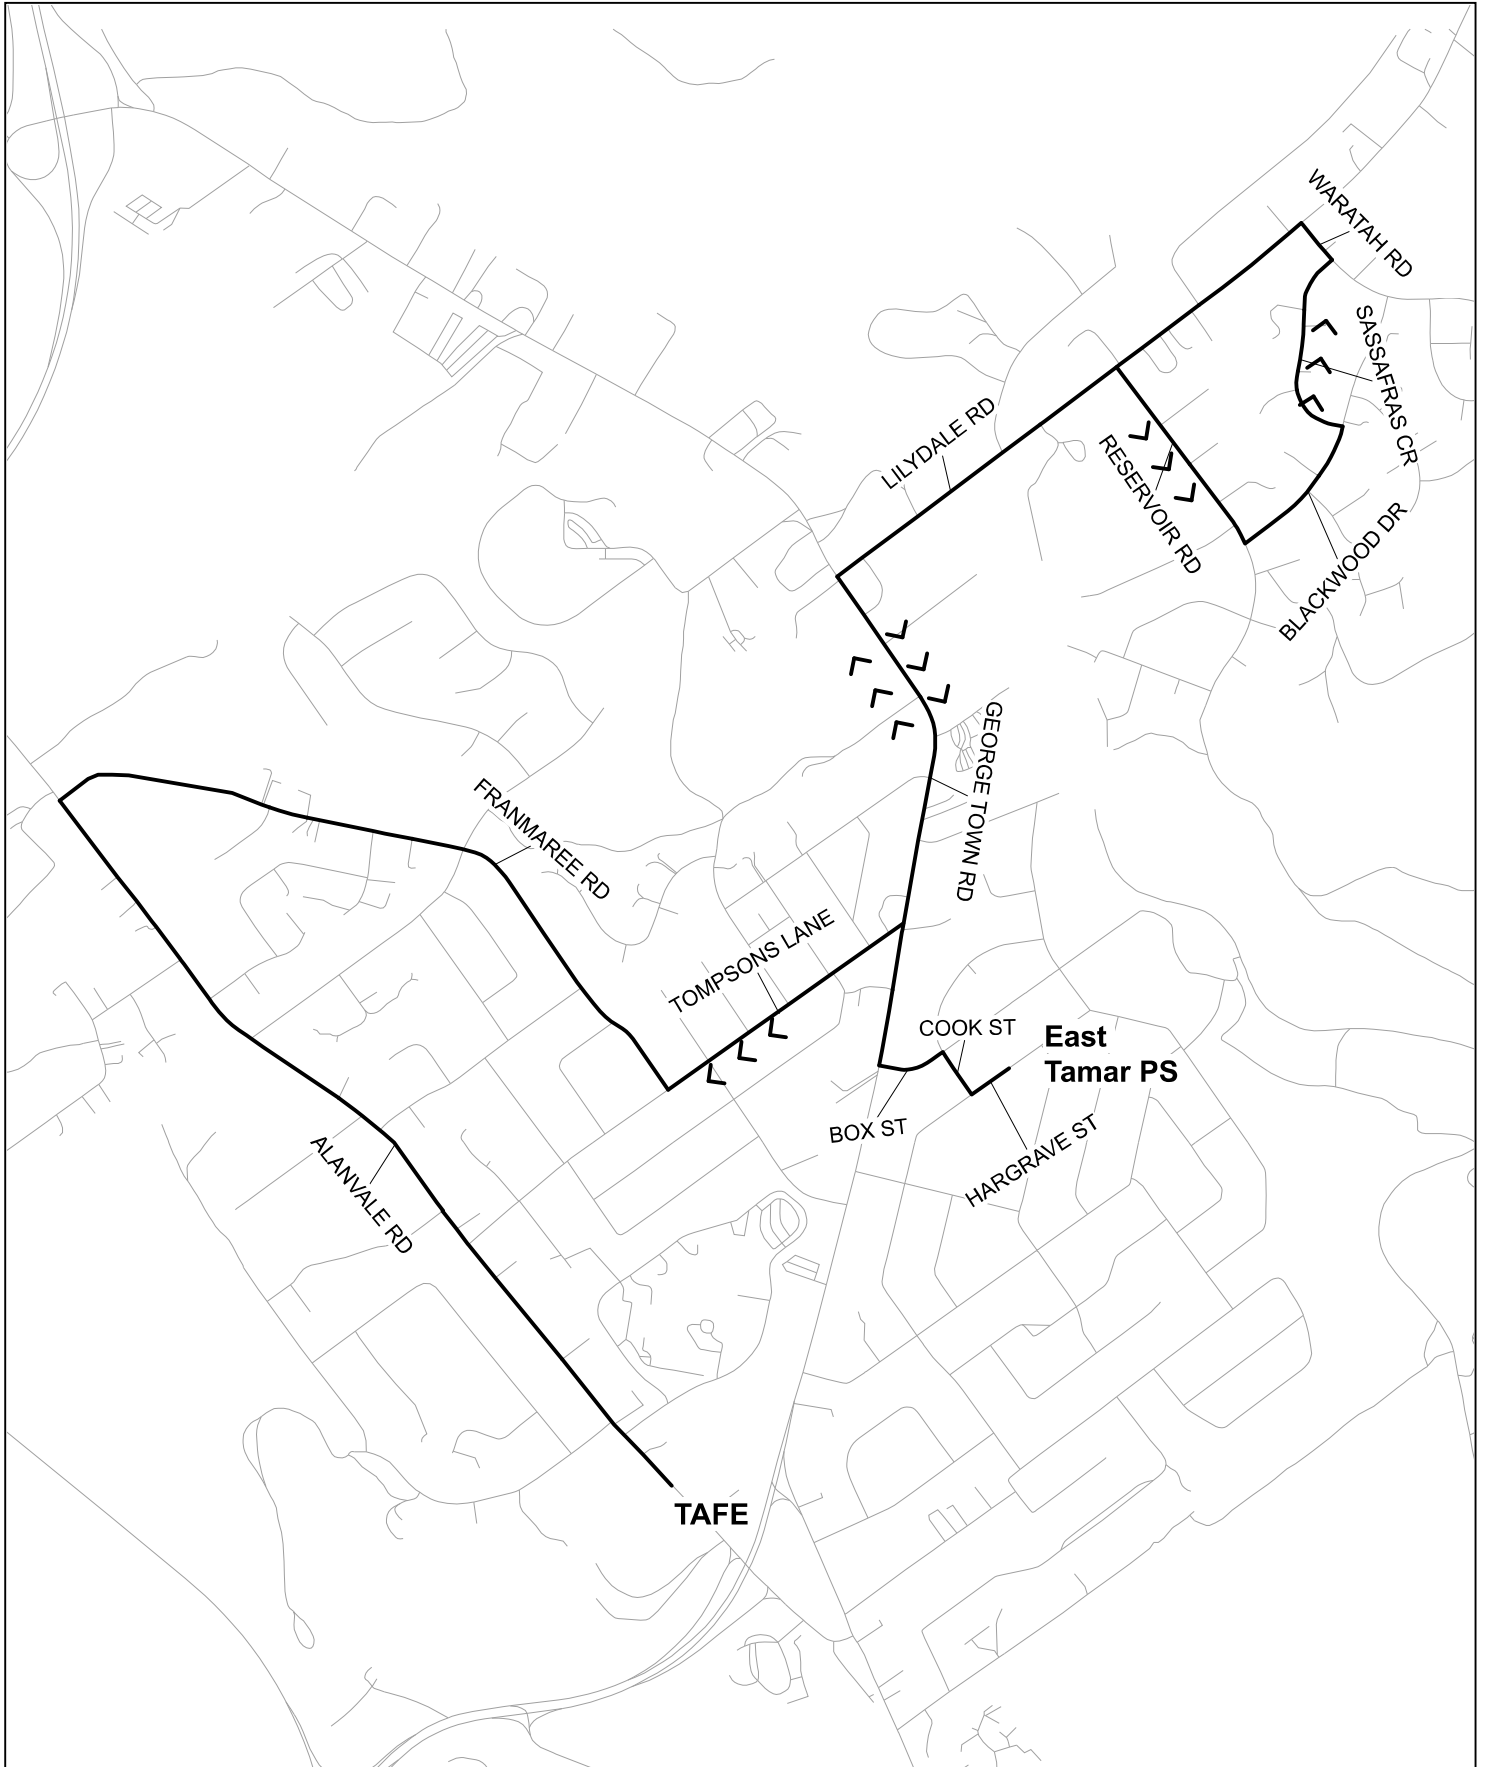 WARATAH RD
SASSAFRAS CR
LILYDALE RD
RESERVOIR RD
BLACKWOOD DR
GEORGE TOWN RD
FRANMAREE RD
TOMPSONS LANE
COOK ST
East
Tamar PS
BOX ST
HARGRAVE ST
ALANVALE RD
TAFE